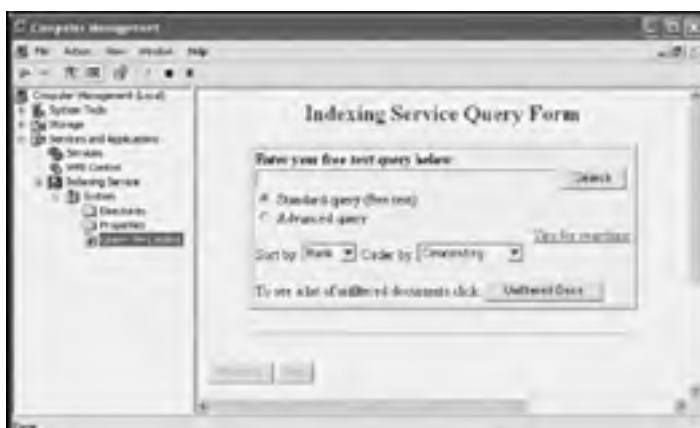 Computer Management
File Action View Window Help
Computer Management (Local)
System Tools
Storage
Services and Applications
Services
WMI Control
Indexing Service
System
Directories
Properties
Query the Catalog
Indexing Service Query Form
Enter your free text query below:
Search
Standard query (free text)
Advanced query
Tips for searching
Sort by Rank Order by Descending
To see a list of unfiltered documents click Unfiltered Docs